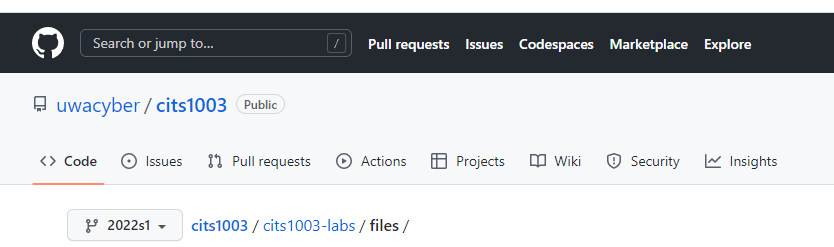 Search or jump to... / Pull requests Issues Codespaces Marketplace Explore
uwacyber / cits1003 Public
Code Issues Pull requests Actions Projects Wiki Security Insights
2022s1 cits1003 / cits1003-labs / files /